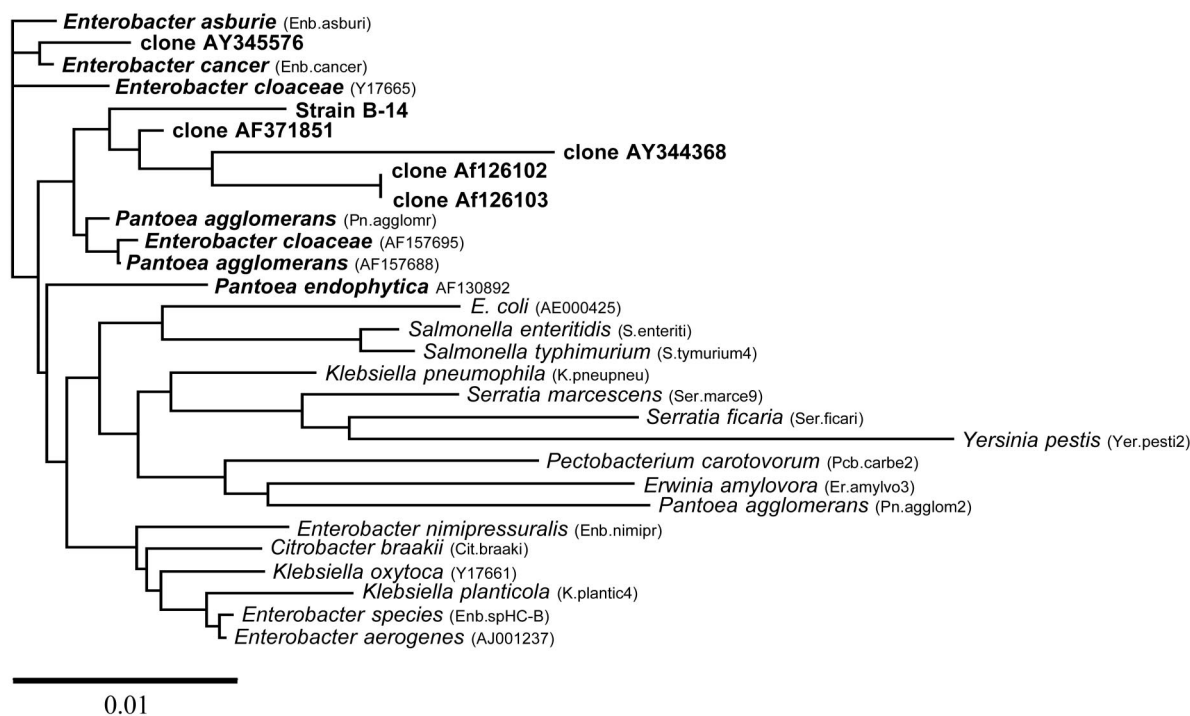 Enterobacter asburie (Enb.asburi)
clone AY345576
Enterobacter cancer (Enb.cancer)
Enterobacter cloaceae (Y17665)
Strain B-14
clone AF371851
clone AY344368
clone Af126102
clone Af126103
Pantoea agglomerans (Pn.agglomr)
Enterobacter cloaceae (AF157695)
Pantoea agglomerans (AF157688)
Pantoea endophytica AF130892
E. coli (AE000425)
Salmonella enteritidis (S.enteriti)
Salmonella typhimurium (S.tymurium4)
Klebsiella pneumophila (K.pneupneu)
Serratia marcescens (Ser.marce9)
Serratia ficaria (Ser.ficari)
Yersinia pestis (Yer.pesti2)
Pectobacterium carotovorum (Pcb.carbe2)
Erwinia amylovora (Er.amylvo3)
Pantoea agglomerans (Pn.agglom2)
Enterobacter nimipressuralis (Enb.nimipr)
Citrobacter braakii (Cit.braaki)
Klebsiella oxytoca (Y17661)
Klebsiella planticola (K.plantic4)
Enterobacter species (Enb.spHC-B)
Enterobacter aerogenes (AJ001237)
0.01